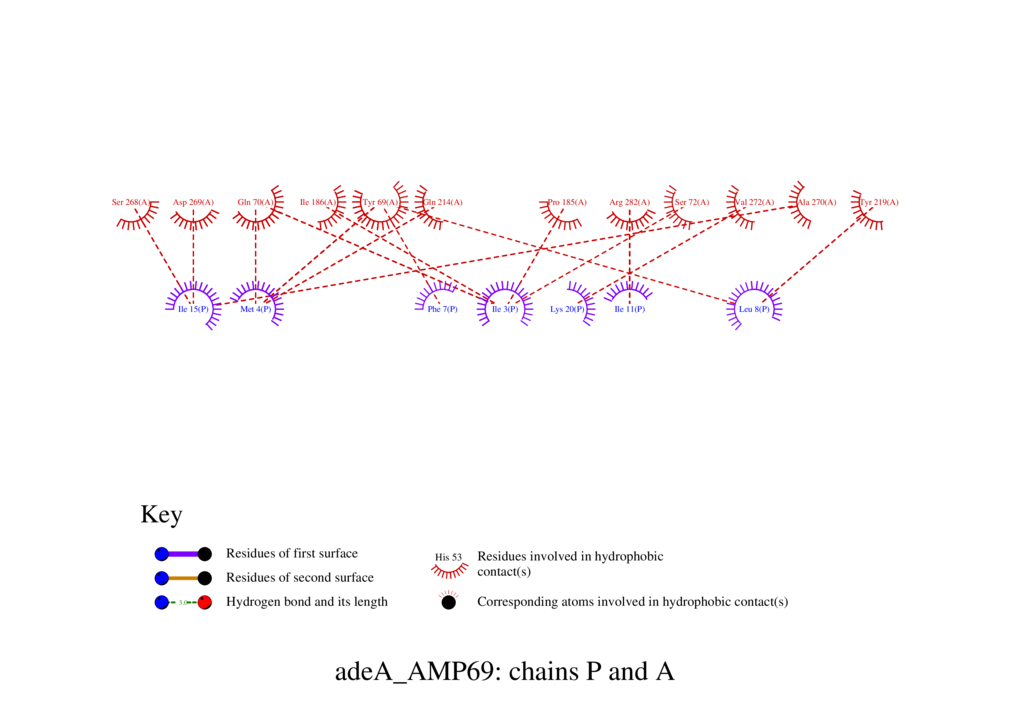 Ser 268(A) Asp 269(A) Gln 70(A) Ile 186(A) Tyr 69(A) Gln 214(A) Pro 185(A) Arg 282(A) Ser 72(A) Val 272(A) Ala 270(A) Tyr 219(A)
Ile 15(P) Met 4(P) Phe 7(P) Ile 3(P) Lys 20(P) Ile 11(P) Leu 8(P)
Key
Residues of first surface
Residues of second surface
3.0 Hydrogen bond and its length
His 53 Residues involved in hydrophobic
contact(s)
Corresponding atoms involved in hydrophobic contact(s)
adeA_AMP69: chains P and A